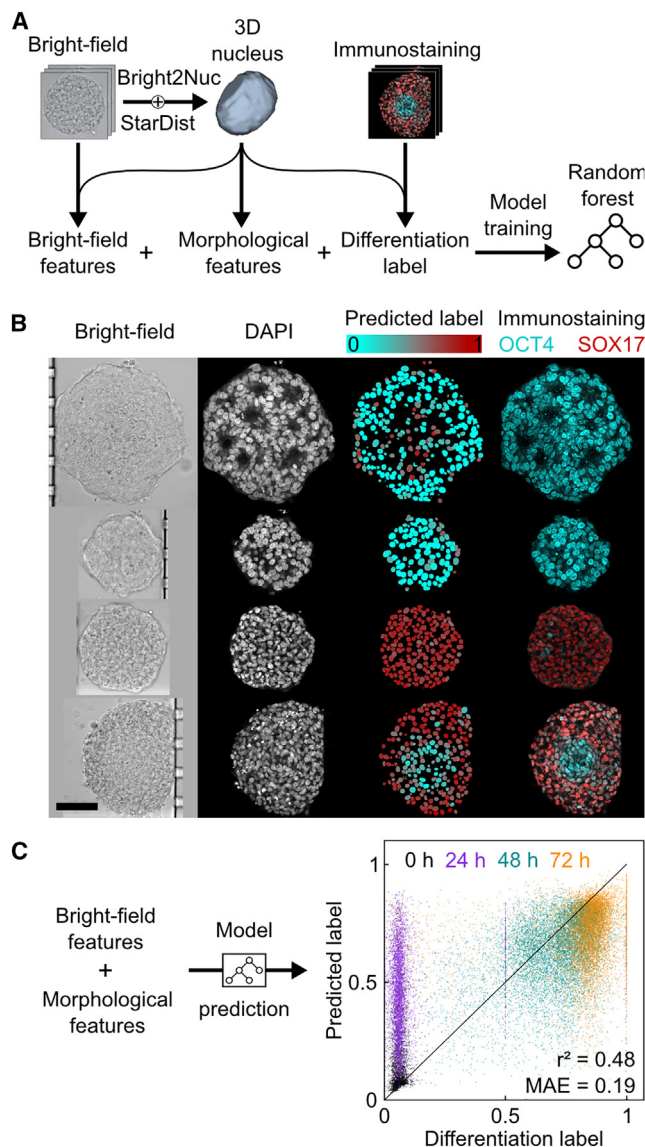 A
Bright-field
Bright2Nuc
StarDist
3D
nucleus
Immunostaining
Bright-field
features
+
Morphological
features
+
Differentiation
label
Model
training
Random
forest
B
Bright-field
DAPI
Predicted label
0 1
Immunostaining
OCT4 SOX17
C
Bright-field
features
+
Morphological
features
Model
prediction
Predicted label
1
0.5
0
0 h 24 h 48 h 72 h
r² = 0.48
MAE = 0.19
0 0.5 1
Differentiation label